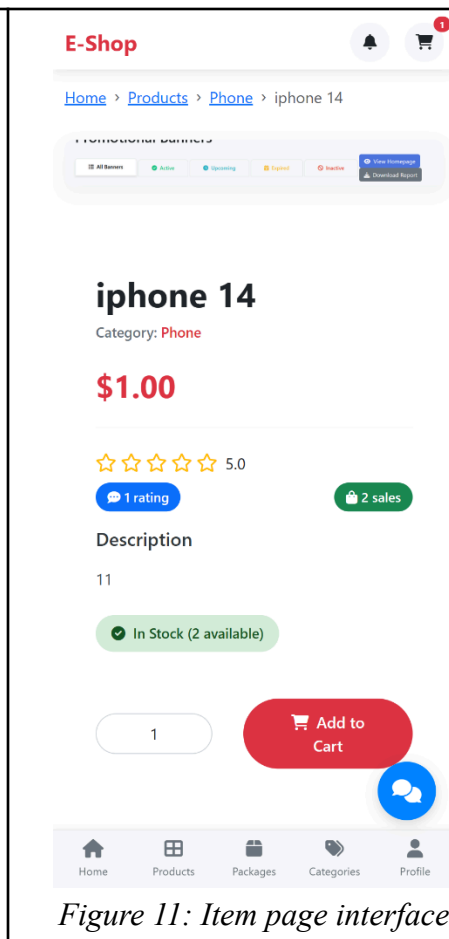 E-Shop
1
Home > Products > Phone > iphone 14
Promotional Banners
All Banners Active Upcoming Expired Inactive View Homepage
Download Report
iphone 14
Category: Phone
$1.00
5.0
1 rating 2 sales
Description
11
In Stock (2 available)
1 Add to
Cart
Home Products Packages Categories Profile
Figure 11: Item page interface